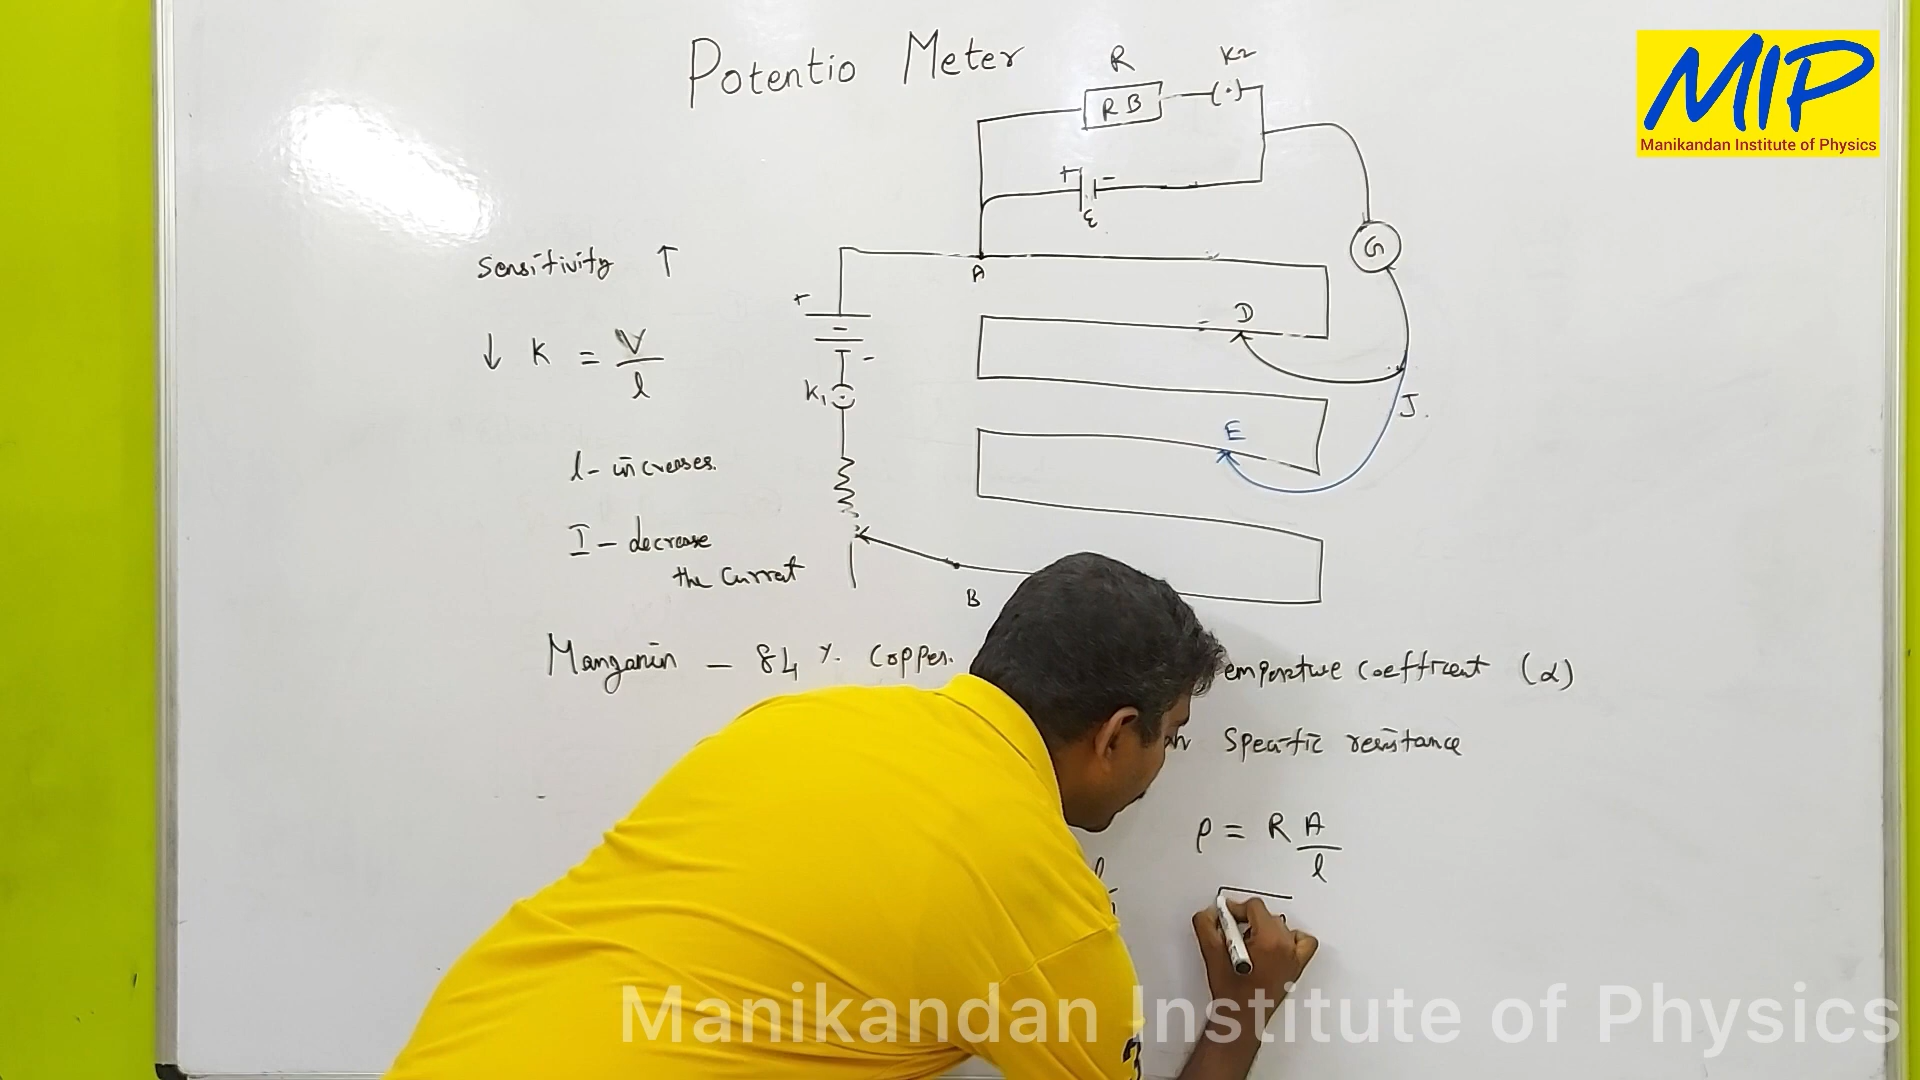 Potentio Meter
R
K2
RB
+ -
ε
G
MIP
Manikandan Institute of Physics
Sensitivity ↑
A
+
D
↓ K = V/l
-
K1
J.
E
l - increases.
I - decrease
the Current
B
Manganin - 84 %. Copper.
emperature Coefficient (α)
Specific resistance
ρ = R A/l
Manikandan Institute of Physics